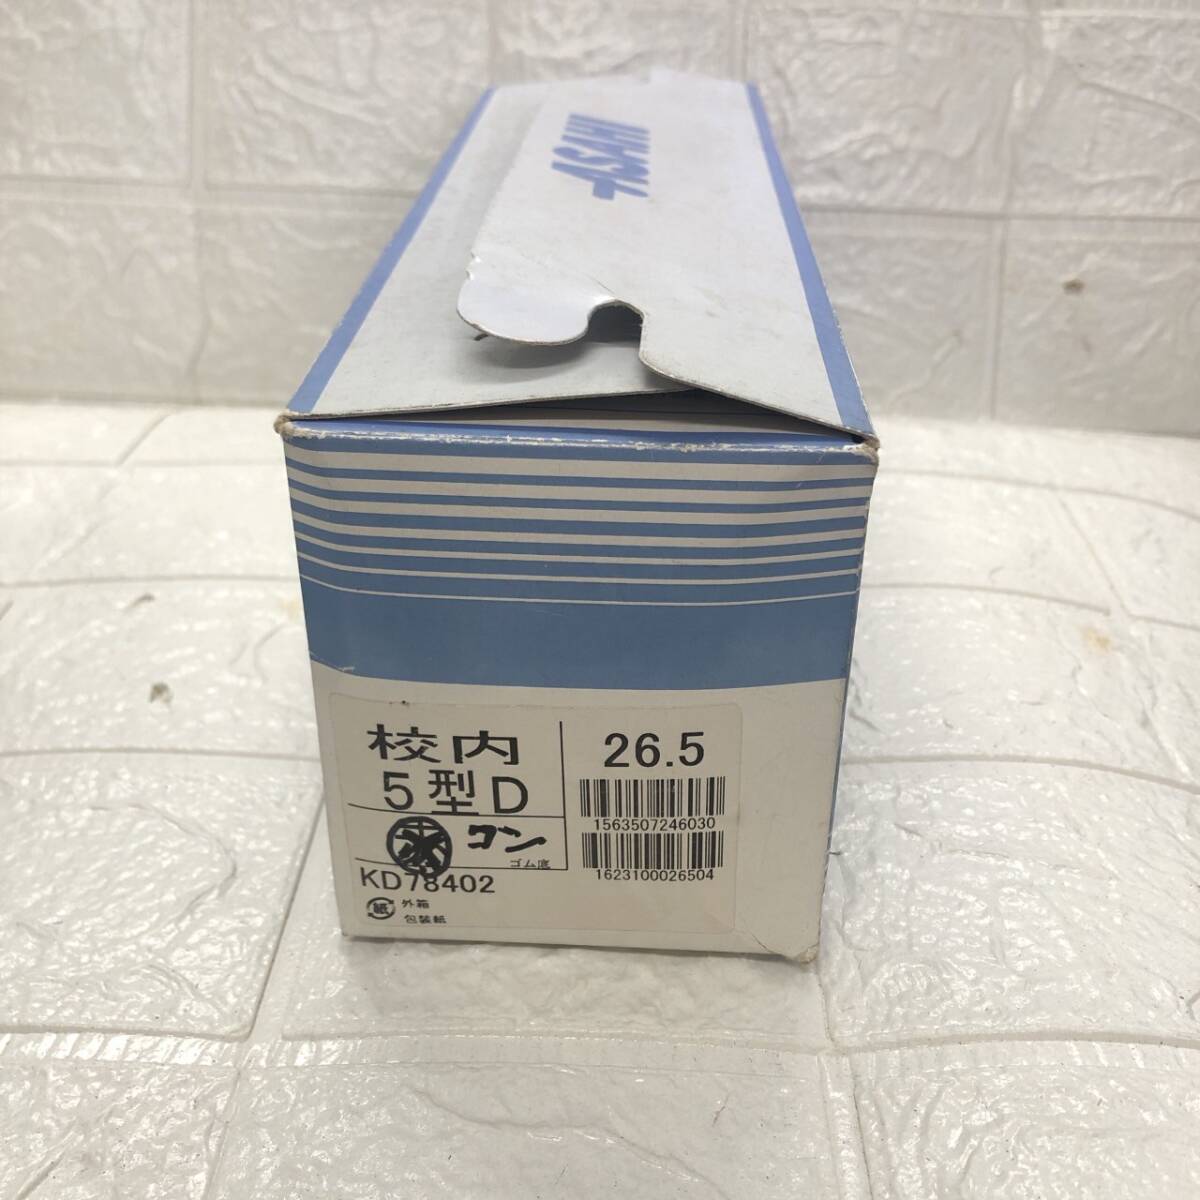 ASAHI
校内
5型D
コン
ゴム底
KD78402
紙
外箱
包装紙
26.5
1563507246030
1623100026504